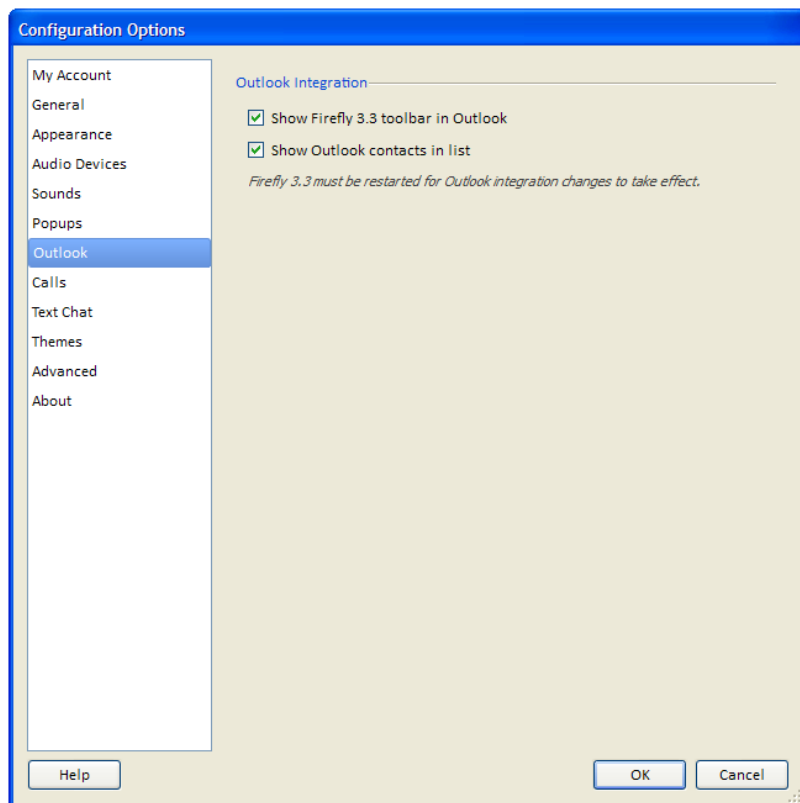 Configuration Options
My Account
General
Appearance
Audio Devices
Sounds
Popups
Outlook
Calls
Text Chat
Themes
Advanced
About
Outlook Integration
Show Firefly 3.3 toolbar in Outlook
Show Outlook contacts in list
Firefly 3.3 must be restarted for Outlook integration changes to take effect.
Help
OK
Cancel